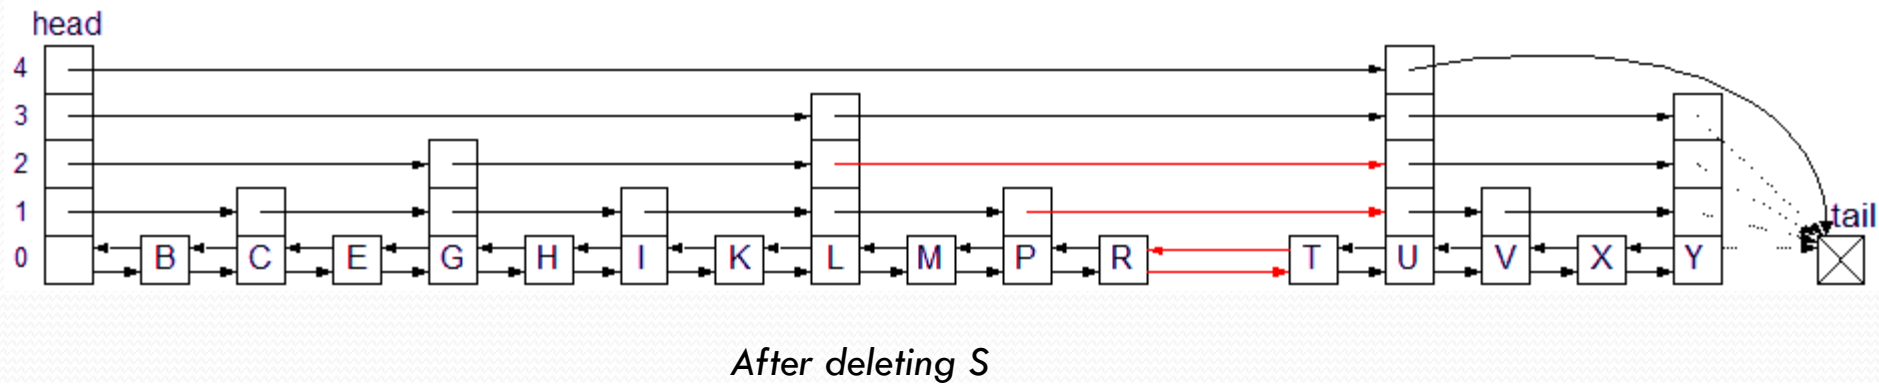 head
4
3
2
1
tail
0 B C E G H I K L M P R T U V X Y
After deleting S